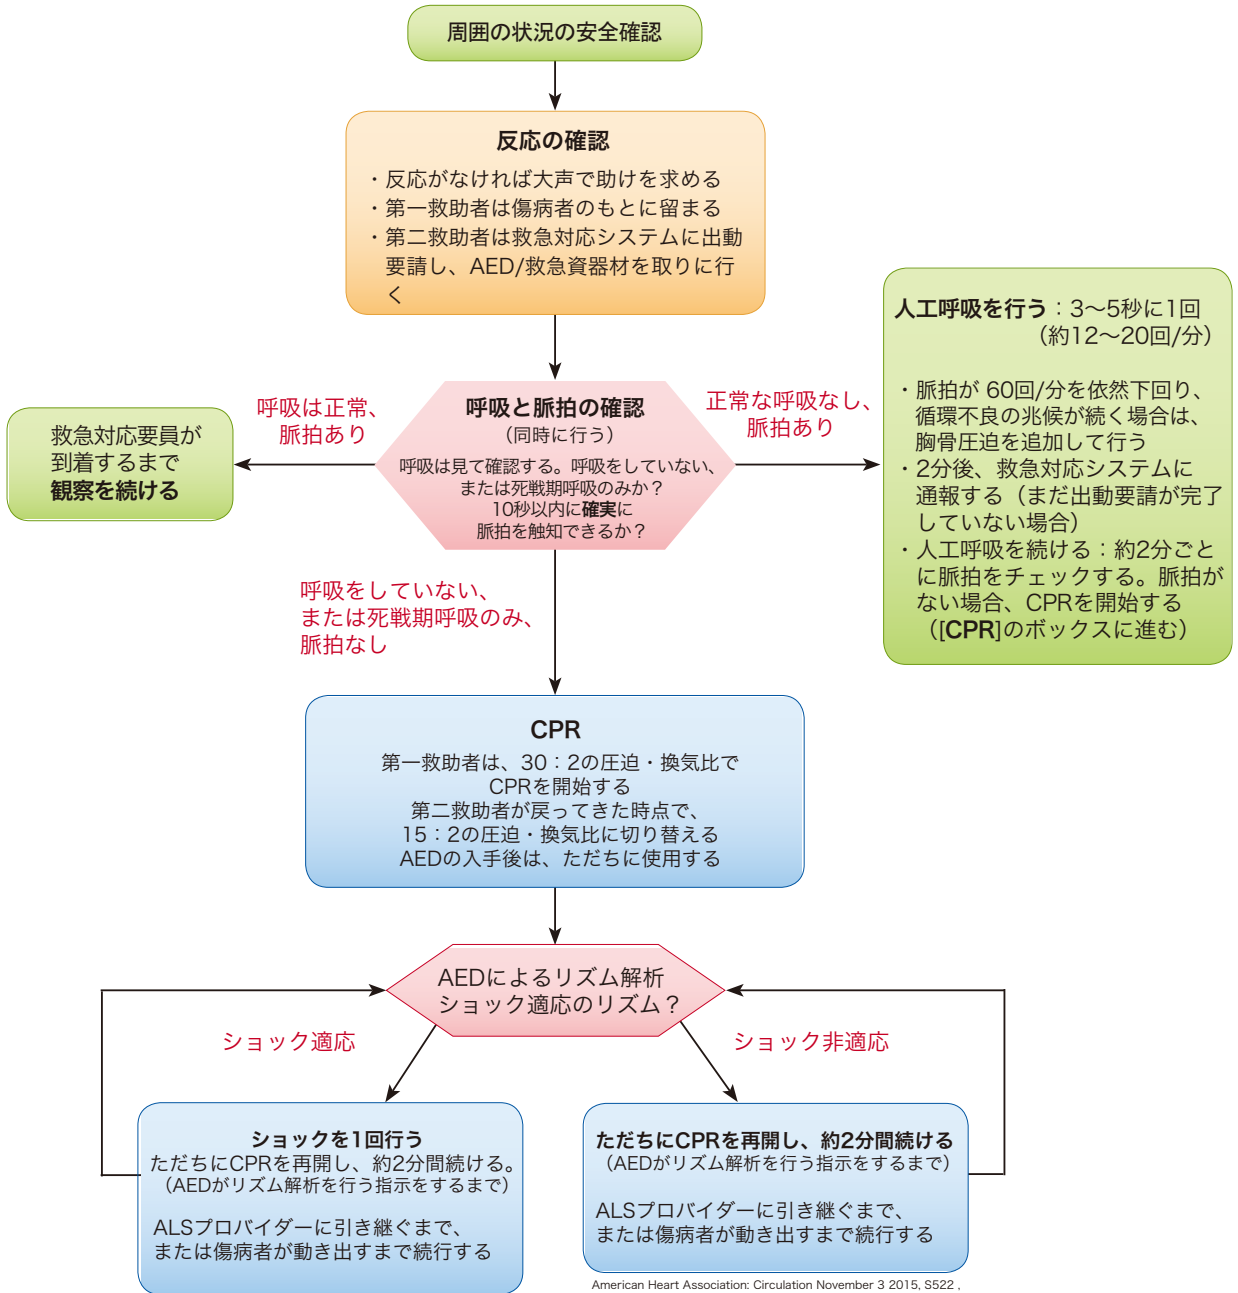 周囲の状況の安全確認
反応の確認
・反応がなければ大声で助けを求める
・第一救助者は傷病者のもとに留まる
・第二救助者は救急対応システムに出動
要請し、AED/救急資器材を取りに行
く
呼吸は正常、
脈拍あり
救急対応要員が
到着するまで
観察を続ける
呼吸と脈拍の確認
（同時に行う）
呼吸は見て確認する。呼吸をしていない、
または死戦期呼吸のみか？
10秒以内に確実に
脈拍を触知できるか？
正常な呼吸なし、
脈拍あり
人工呼吸を行う：3〜5秒に1回
（約12〜20回/分）
・脈拍が 60回/分を依然下回り、
循環不良の兆候が続く場合は、
胸骨圧迫を追加して行う
・2分後、救急対応システムに
通報する（まだ出動要請が完了
していない場合）
・人工呼吸を続ける：約2分ごと
に脈拍をチェックする。脈拍が
ない場合、CPRを開始する
（[CPR]のボックスに進む）
呼吸をしていない、
または死戦期呼吸のみ、
脈拍なし
CPR
第一救助者は、30：2の圧迫・換気比で
CPRを開始する
第二救助者が戻ってきた時点で、
15：2の圧迫・換気比に切り替える
AEDの入手後は、ただちに使用する
AEDによるリズム解析
ショック適応のリズム？
ショック適応
ショック非適応
ショックを1回行う
ただちにCPRを再開し、約2分間続ける。
（AEDがリズム解析を行う指示をするまで）
ALSプロバイダーに引き継ぐまで、
または傷病者が動き出すまで続行する
ただちにCPRを再開し、約2分間続ける
（AEDがリズム解析を行う指示をするまで）
ALSプロバイダーに引き継ぐまで、
または傷病者が動き出すまで続行する
American Heart Association: Circulation November 3 2015, S522 ,